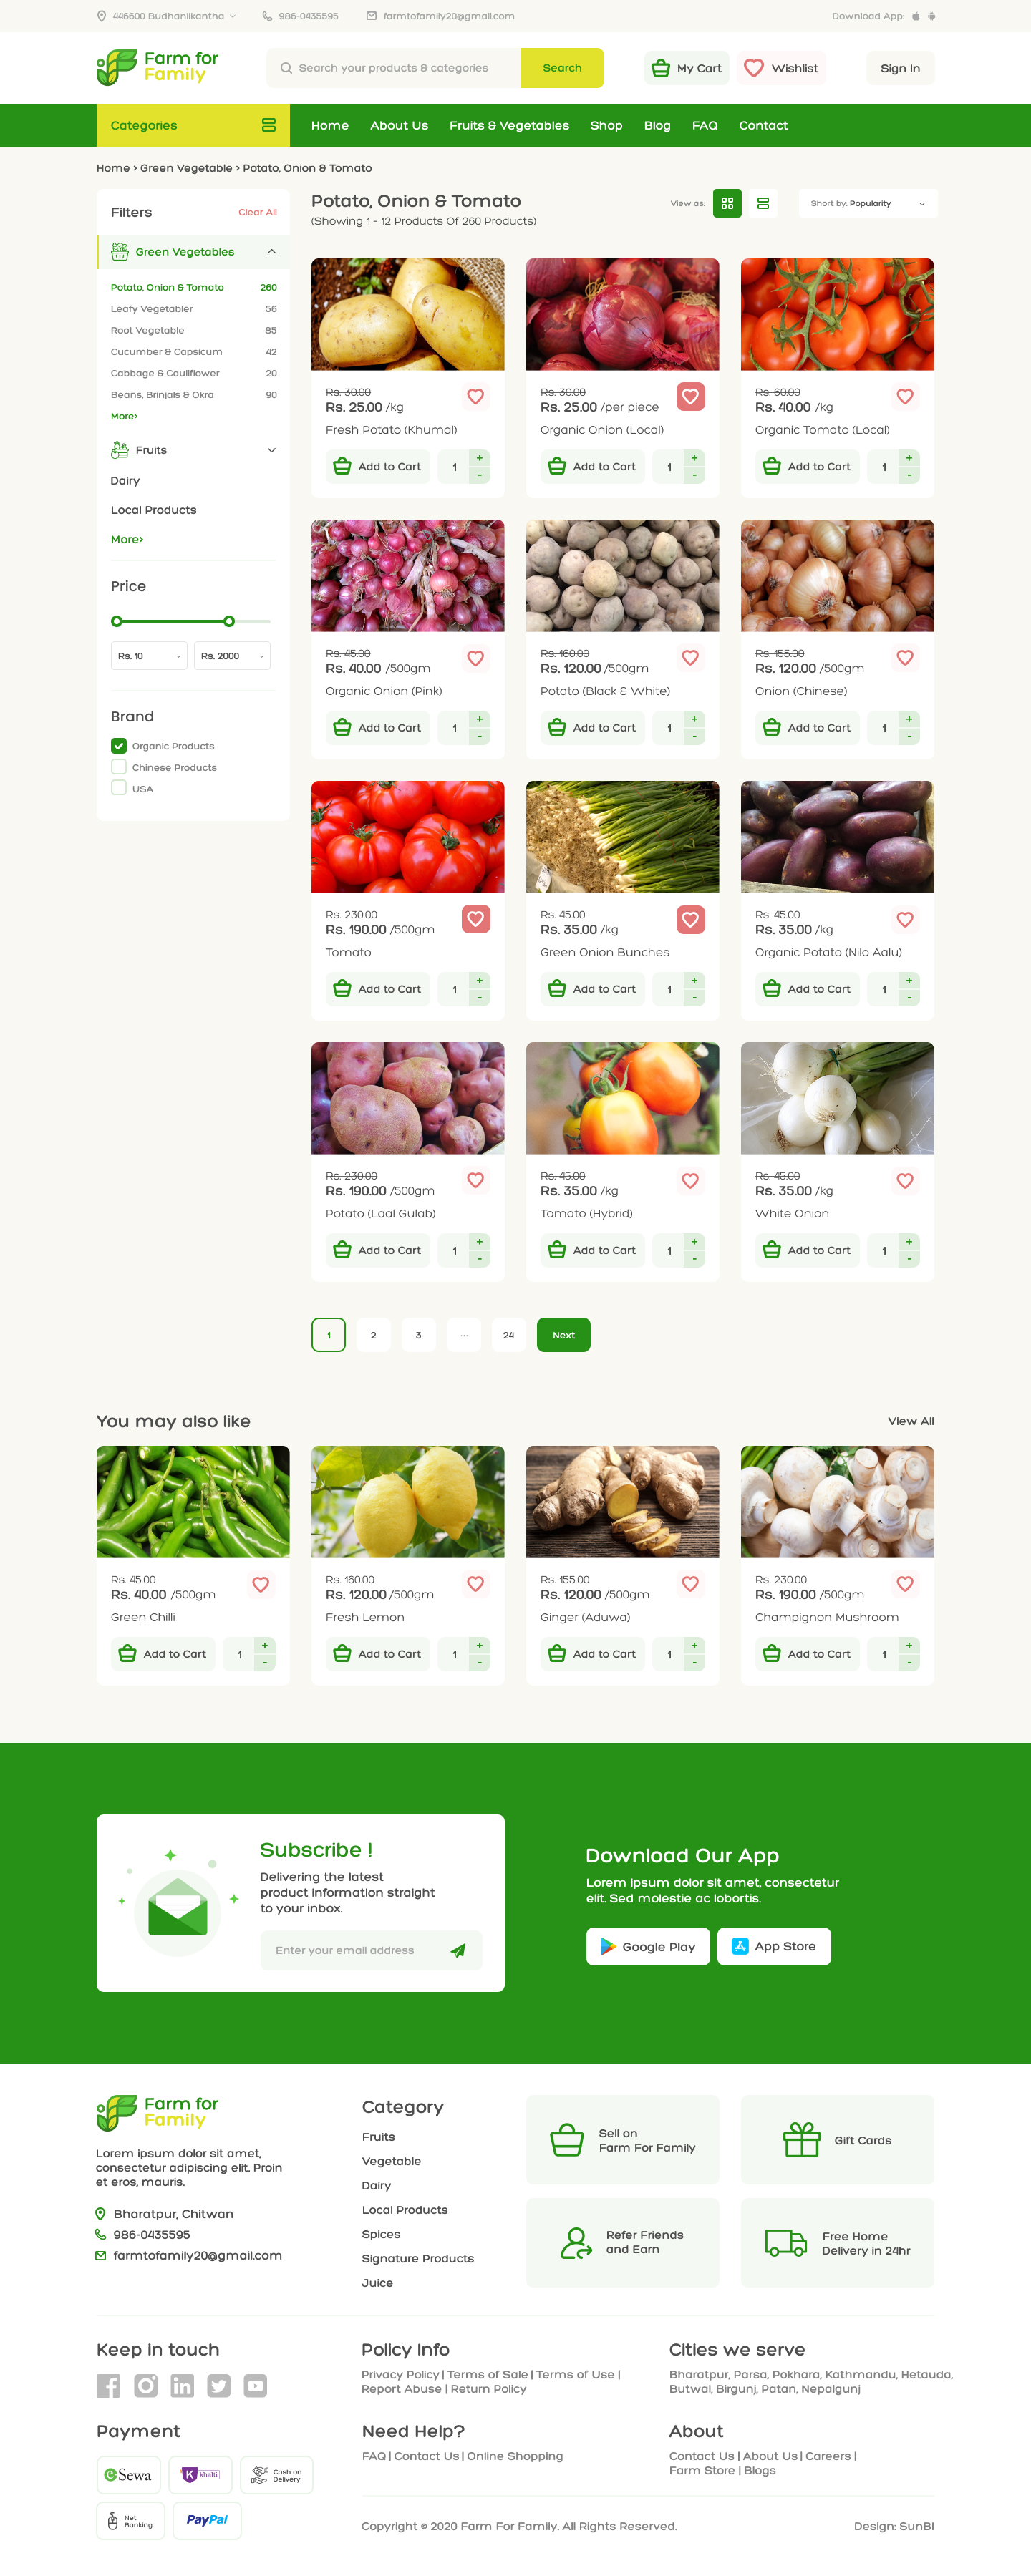 446600 Budhanilkantha
986-0435595
farmtofamily20@gmail.com
Download App:
Farm for
Family
Search your products & categories
Search
My Cart
Wishlist
Sign In
Categories
Home
About Us
Fruits & Vegetables
Shop
Blog
FAQ
Contact
Home > Green Vegetable > Potato, Onion & Tomato
Filters
Clear All
Green Vegetables
Potato, Onion & Tomato 260
Leafy Vegetabler 56
Root Vegetable 85
Cucumber & Capsicum 42
Cabbage & Cauliflower 20
Beans, Brinjals & Okra 90
More>
Fruits
Dairy
Local Products
More>
Price
Rs. 10
Rs. 2000
Brand
Organic Products
Chinese Products
USA
Potato, Onion & Tomato
(Showing 1 - 12 Products Of 260 Products)
View as:
Short by: Popularity
Rs. 30.00
Rs. 25.00 /kg
Fresh Potato (Khumal)
Add to Cart 1 + -
Rs. 30.00
Rs. 25.00 /per piece
Organic Onion (Local)
Add to Cart 1 + -
Rs. 60.00
Rs. 40.00 /kg
Organic Tomato (Local)
Add to Cart 1 + -
Rs. 45.00
Rs. 40.00 /500gm
Organic Onion (Pink)
Add to Cart 1 + -
Rs. 160.00
Rs. 120.00 /500gm
Potato (Black & White)
Add to Cart 1 + -
Rs. 155.00
Rs. 120.00 /500gm
Onion (Chinese)
Add to Cart 1 + -
Rs. 230.00
Rs. 190.00 /500gm
Tomato
Add to Cart 1 + -
Rs. 45.00
Rs. 35.00 /kg
Green Onion Bunches
Add to Cart 1 + -
Rs. 45.00
Rs. 35.00 /kg
Organic Potato (Nilo Aalu)
Add to Cart 1 + -
Rs. 230.00
Rs. 190.00 /500gm
Potato (Laal Gulab)
Add to Cart 1 + -
Rs. 45.00
Rs. 35.00 /kg
Tomato (Hybrid)
Add to Cart 1 + -
Rs. 45.00
Rs. 35.00 /kg
White Onion
Add to Cart 1 + -
1 2 3 ... 24 Next
You may also like
View All
Rs. 45.00
Rs. 40.00 /500gm
Green Chilli
Add to Cart 1 + -
Rs. 160.00
Rs. 120.00 /500gm
Fresh Lemon
Add to Cart 1 + -
Rs. 155.00
Rs. 120.00 /500gm
Ginger (Aduwa)
Add to Cart 1 + -
Rs. 230.00
Rs. 190.00 /500gm
Champignon Mushroom
Add to Cart 1 + -
Subscribe !
Delivering the latest
product information straight
to your inbox.
Enter your email address
Download Our App
Lorem ipsum dolor sit amet, consectetur
elit. Sed molestie ac lobortis.
Google Play
App Store
Farm for
Family
Lorem ipsum dolor sit amet,
consectetur adipiscing elit. Proin
et eros, mauris.
Bharatpur, Chitwan
986-0435595
farmtofamily20@gmail.com
Category
Fruits
Vegetable
Dairy
Local Products
Spices
Signature Products
Juice
Sell on
Farm For Family
Gift Cards
Refer Friends
and Earn
Free Home
Delivery in 24hr
Keep in touch
Payment
eSewa
khalti
Cash on
Delivery
Net
Banking
PayPal
Policy Info
Privacy Policy | Terms of Sale | Terms of Use |
Report Abuse | Return Policy
Need Help?
FAQ | Contact Us | Online Shopping
Cities we serve
Bharatpur, Parsa, Pokhara, Kathmandu, Hetauda,
Butwal, Birgunj, Patan, Nepalgunj
About
Contact Us | About Us | Careers |
Farm Store | Blogs
Copyright © 2020 Farm For Family. All Rights Reserved.
Design: SunBI